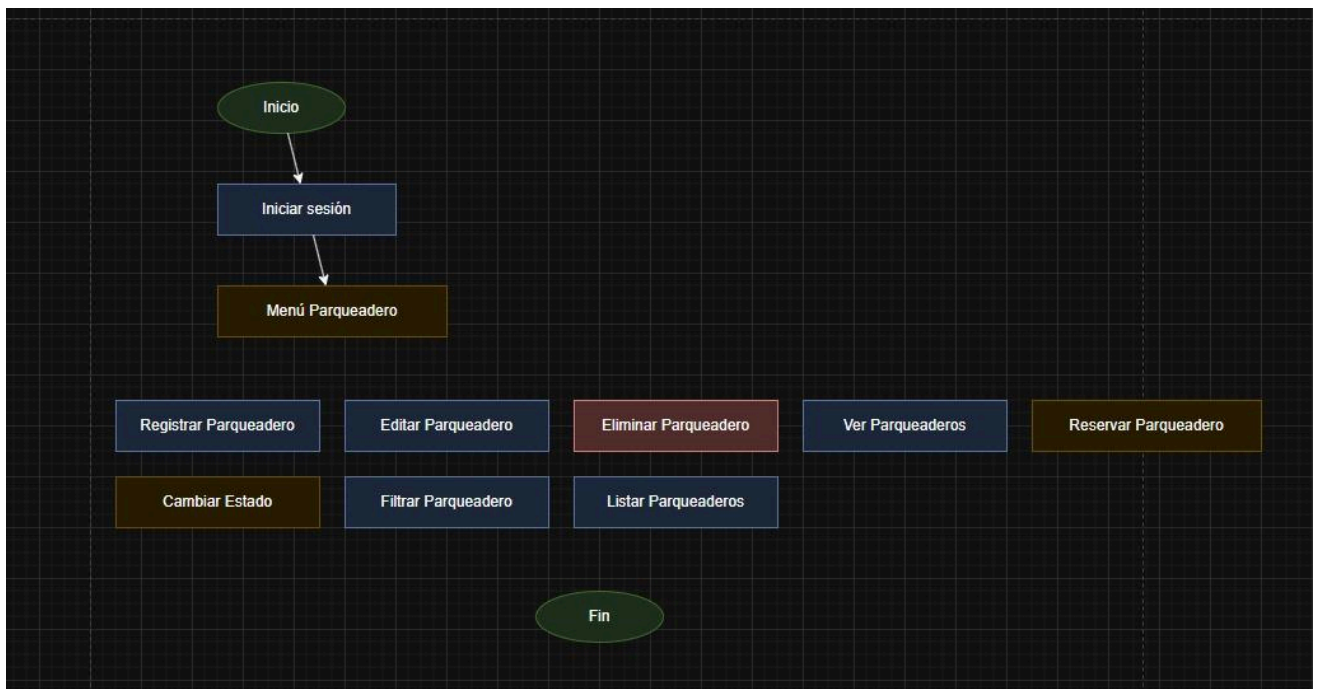 Inicio
Iniciar sesión
Menú Parqueadero
Registrar Parqueadero
Editar Parqueadero
Eliminar Parqueadero
Ver Parqueaderos
Reservar Parqueadero
Cambiar Estado
Filtrar Parqueadero
Listar Parqueaderos
Fin